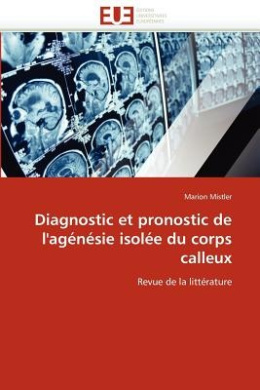 EUE
Marion Mistler
Diagnostic et pronostic de
l'agénésie isolée du corps
calleux
Revue de la littérature